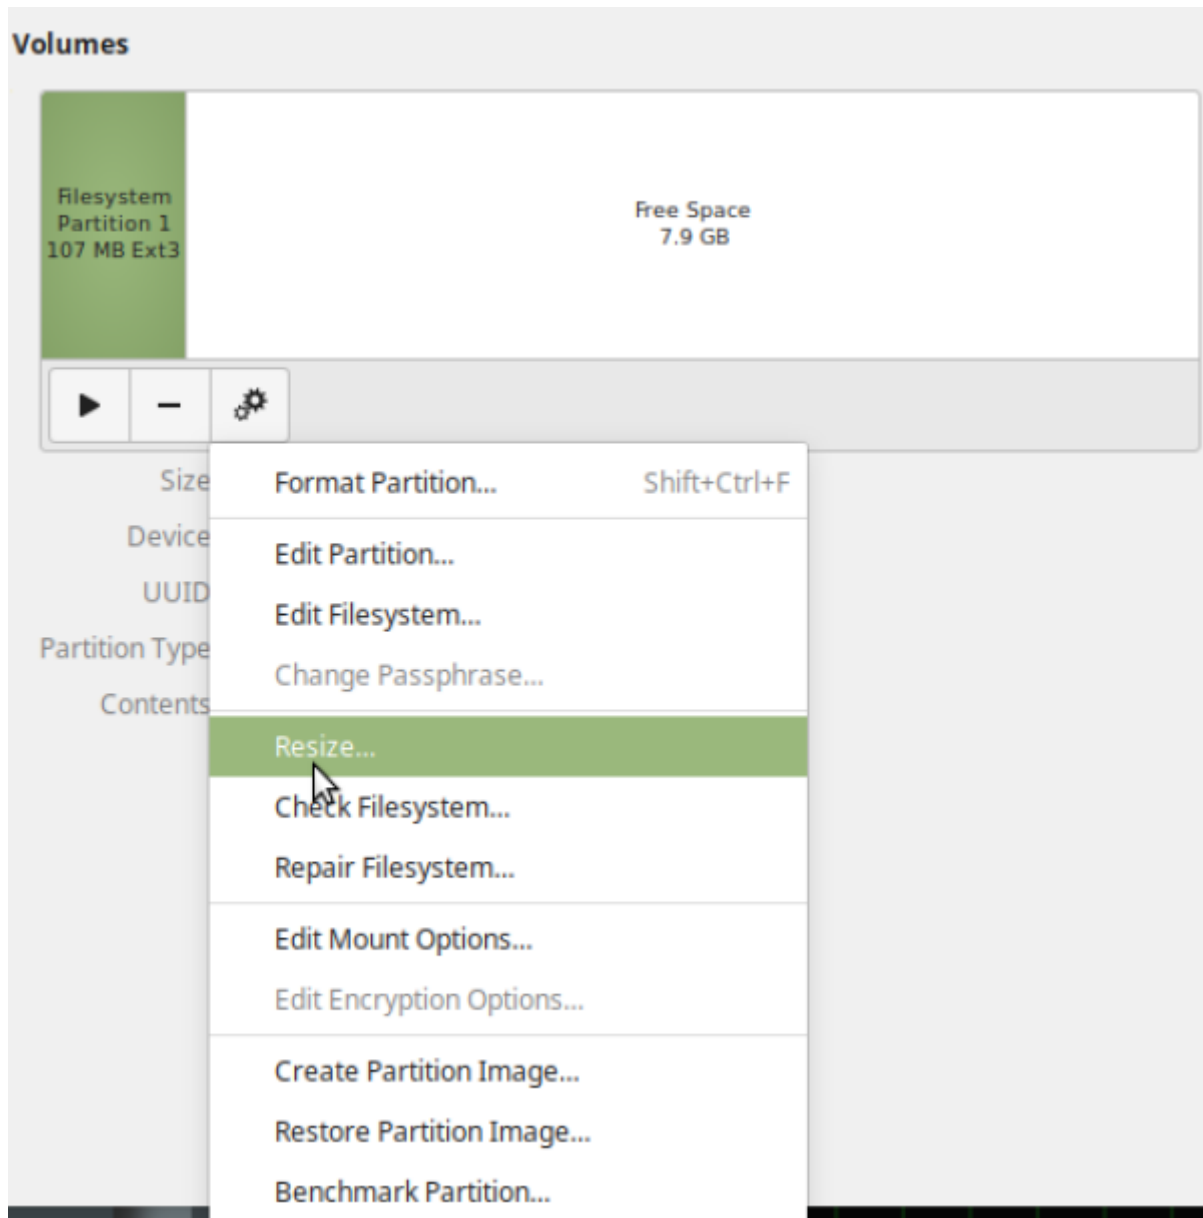 Volumes
Filesystem
Partition 1
107 MB Ext3
Free Space
7.9 GB
Size
Device
UUID
Partition Type
Contents
Format Partition... Shift+Ctrl+F
Edit Partition...
Edit Filesystem...
Change Passphrase...
Resize...
Check Filesystem...
Repair Filesystem...
Edit Mount Options...
Edit Encryption Options...
Create Partition Image...
Restore Partition Image...
Benchmark Partition...